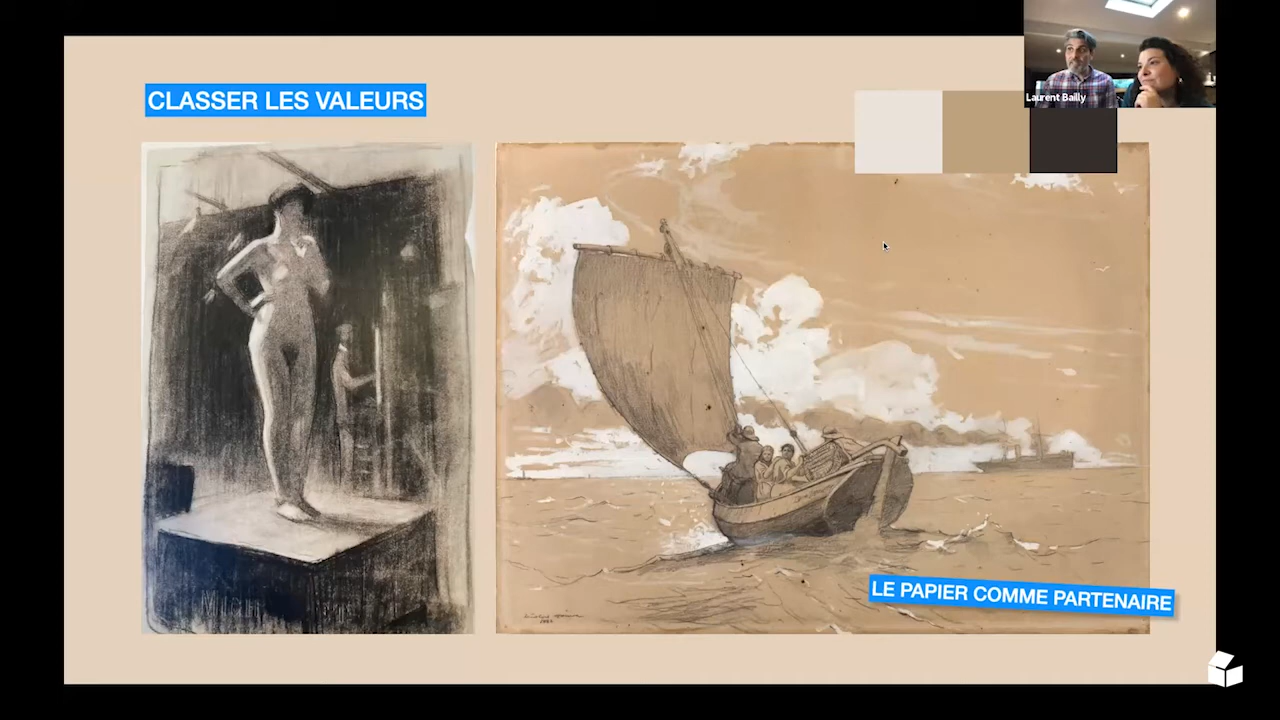 Laurent Bailly
CLASSER LES VALEURS
LE PAPIER COMME PARTENAIRE